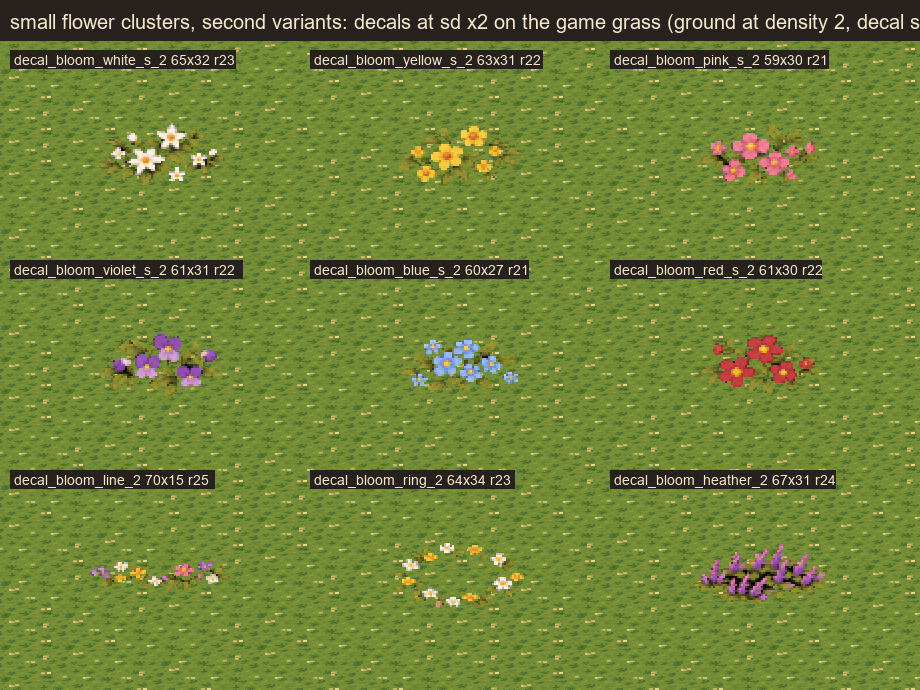 small flower clusters, second variants: decals at sd x2 on the game grass (ground at density 2, decal s
decal_bloom_white_s_2 65x32 r23
decal_bloom_yellow_s_2 63x31 r22
decal_bloom_pink_s_2 59x30 r21
decal_bloom_violet_s_2 61x31 r22
decal_bloom_blue_s_2 60x27 r21
decal_bloom_red_s_2 61x30 r22
decal_bloom_line_2 70x15 r25
decal_bloom_ring_2 64x34 r23
decal_bloom_heather_2 67x31 r24